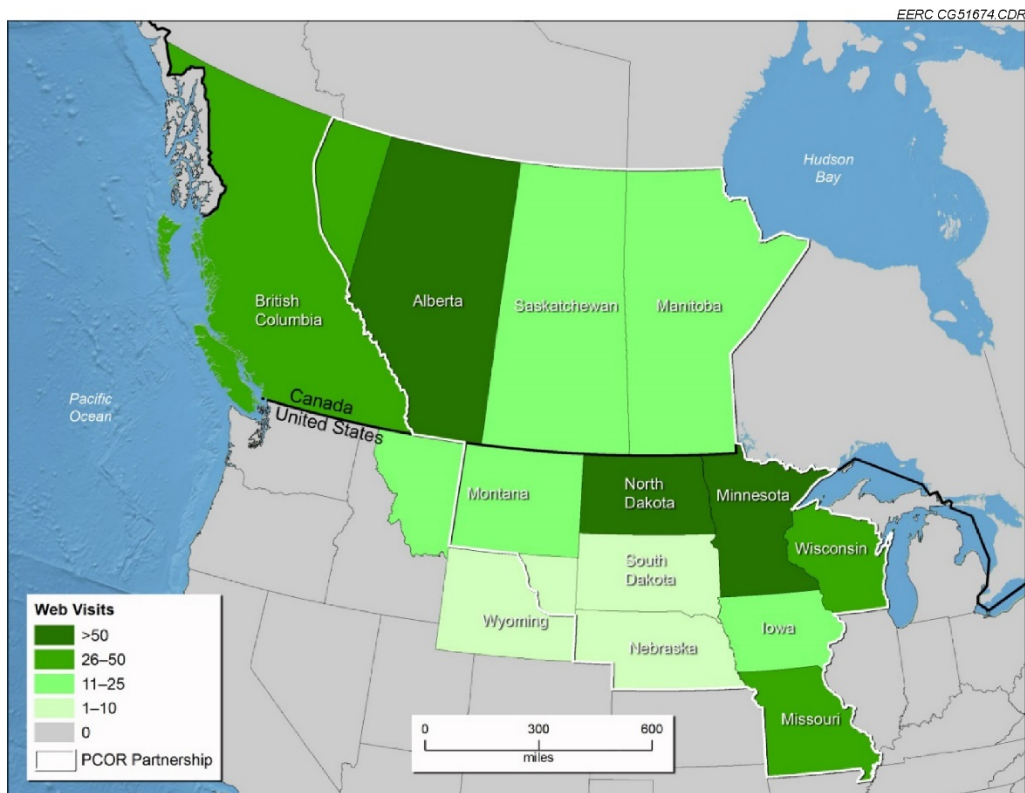 EERC CG51674.CDR
Hudson
Bay
British
Columbia
Alberta
Saskatchewan
Manitoba
Pacific
Ocean
Canada
United States
Montana
North
Dakota
Minnesota
Wisconsin
South
Dakota
Wyoming
Iowa
Nebraska
Missouri
Web Visits
>50
26–50
11–25
1–10
0
PCOR Partnership
0 300 600
miles